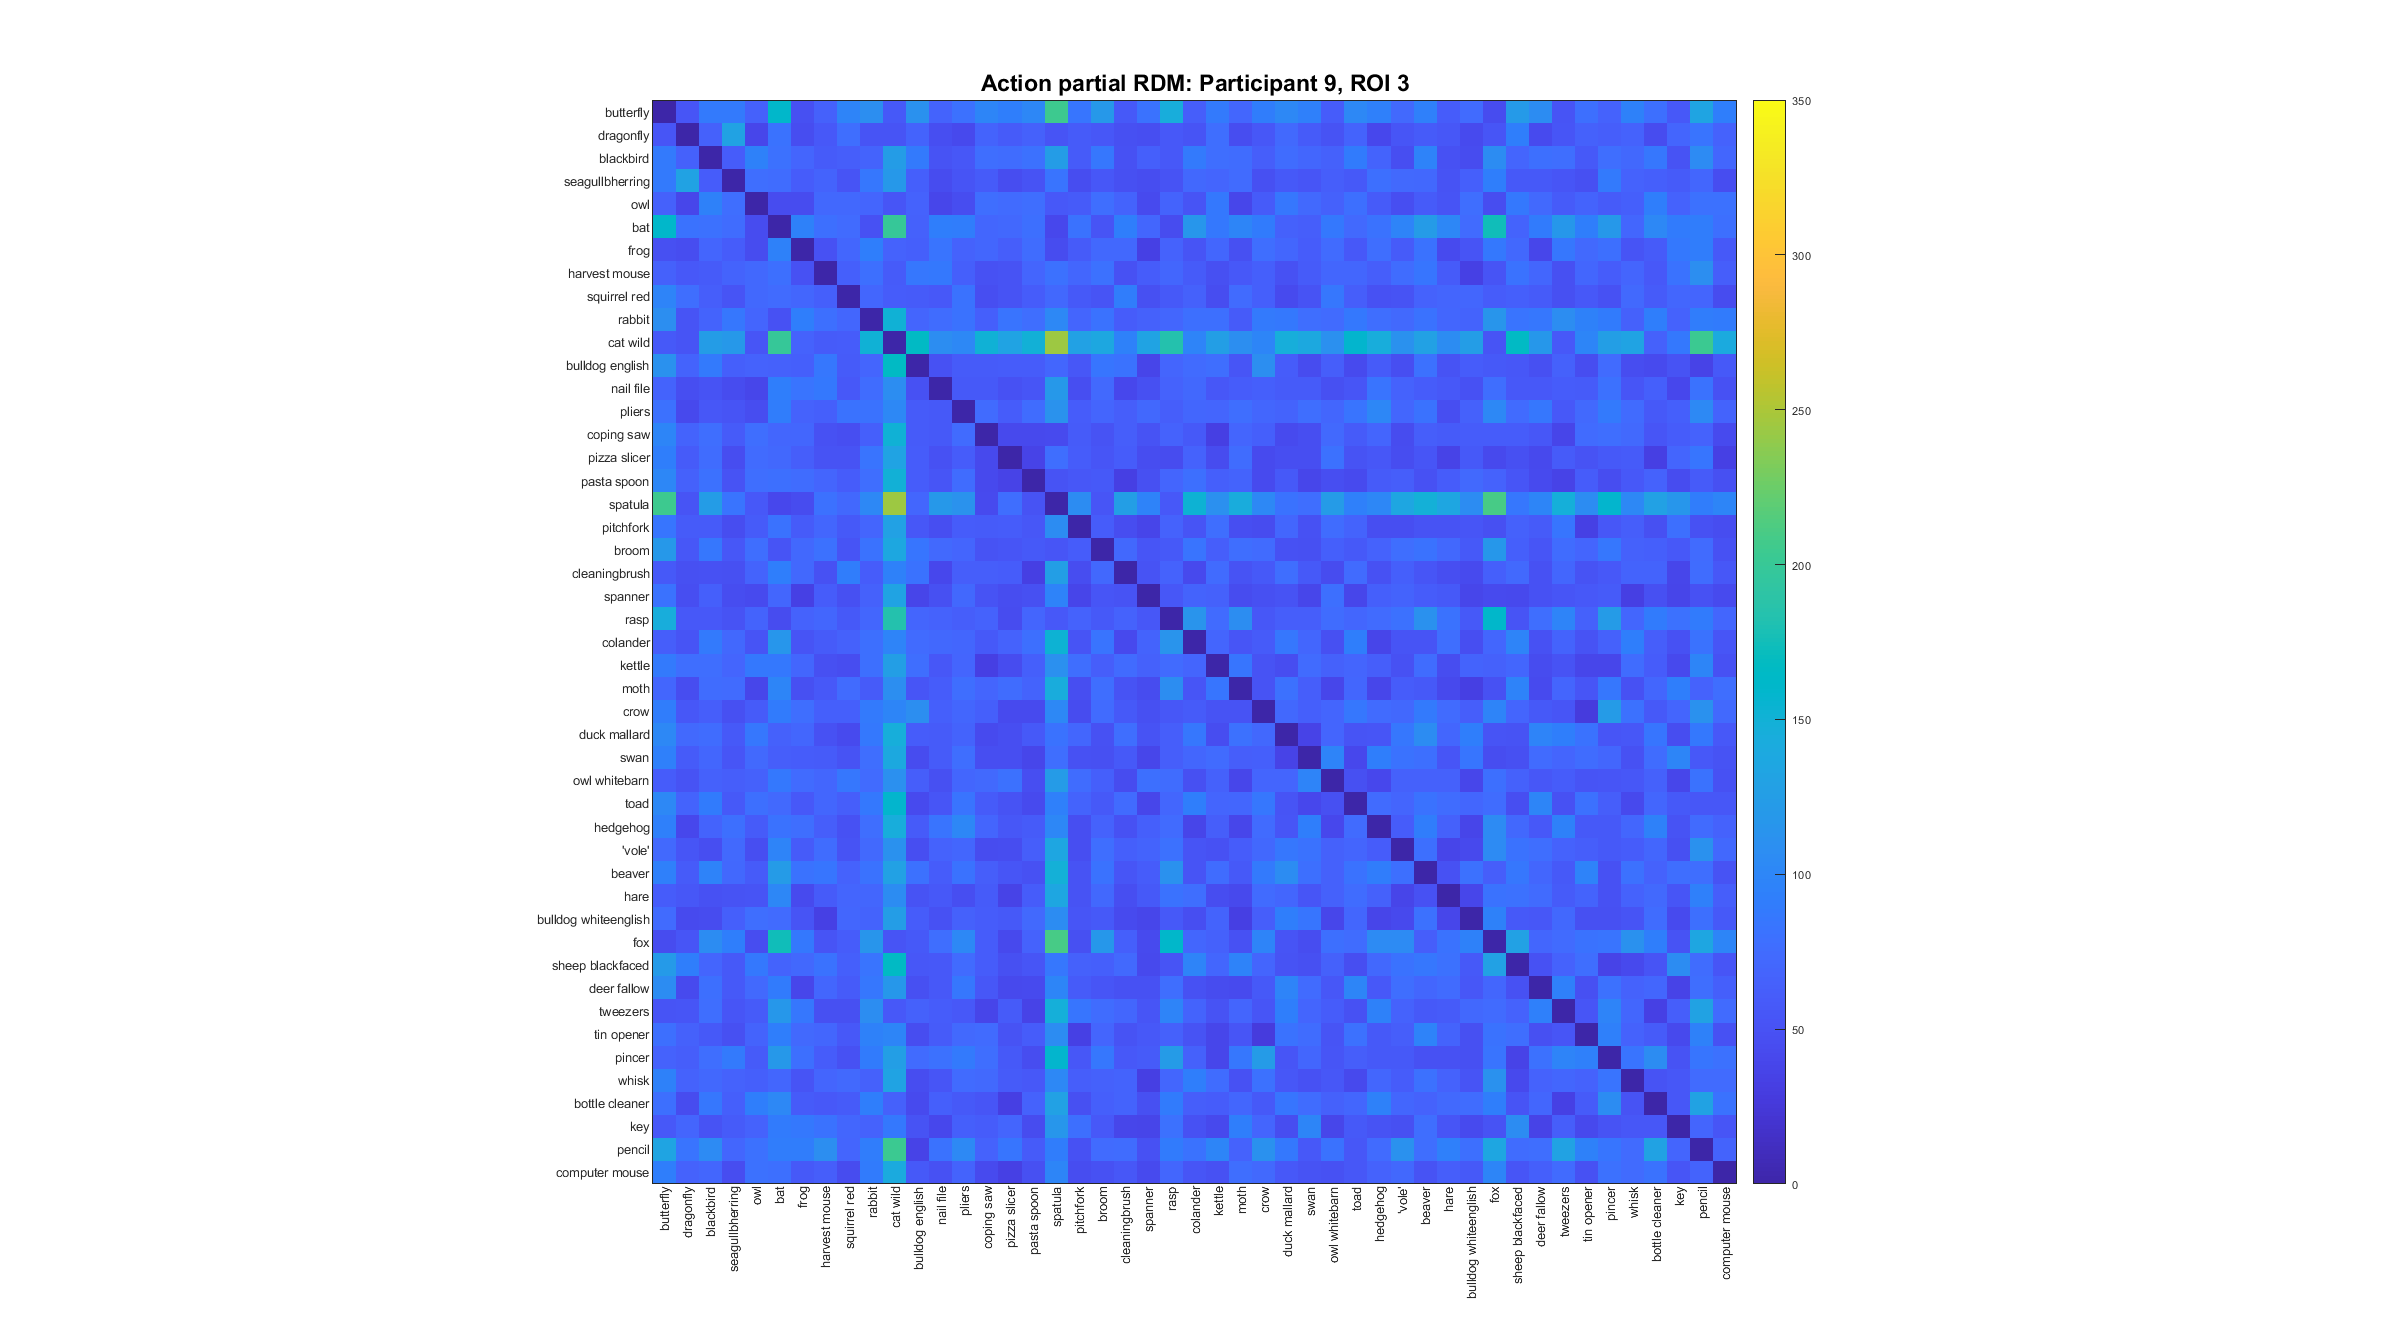 Action partial RDM: Participant 9, ROI 3
butterfly
dragonfly
blackbird
seagullbherring
owl
bat
frog
harvest mouse
squirrel red
rabbit
cat wild
bulldog english
nail file
pliers
coping saw
pizza slicer
pasta spoon
spatula
pitchfork
broom
cleaningbrush
spanner
rasp
colander
kettle
moth
crow
duck mallard
swan
owl whitebarn
toad
hedgehog
'vole'
beaver
hare
bulldog whiteenglish
fox
sheep blackfaced
deer fallow
tweezers
tin opener
pincer
whisk
bottle cleaner
key
pencil
computer mouse
butterfly
dragonfly
blackbird
seagullbherring
owl
bat
frog
harvest mouse
squirrel red
rabbit
cat wild
bulldog english
nail file
pliers
coping saw
pizza slicer
pasta spoon
spatula
pitchfork
broom
cleaningbrush
spanner
rasp
colander
kettle
moth
crow
duck mallard
swan
owl whitebarn
toad
hedgehog
'vole'
beaver
hare
bulldog whiteenglish
fox
sheep blackfaced
deer fallow
tweezers
tin opener
pincer
whisk
bottle cleaner
key
pencil
computer mouse
350
300
250
200
150
100
50
0